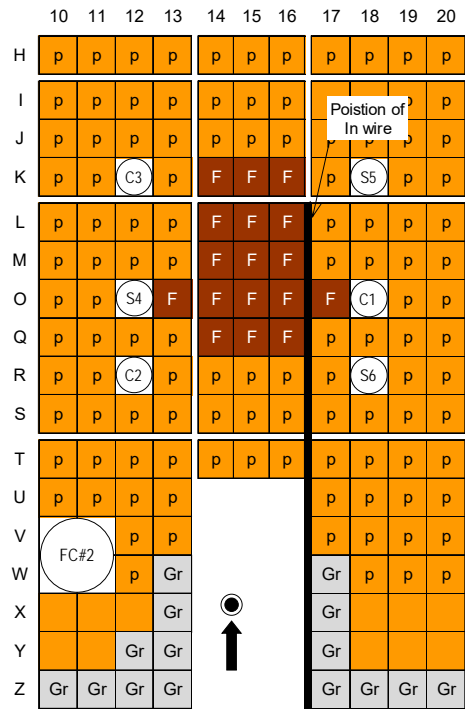 10 11 12 13 14 15 16 17 18 19 20
H p p p p p p p p p p p
I p p p p p p p p p p
Poistion of
In wire
J p p p p p p p p p p
K p p C3 p F F F p S5 p p
L p p p p F F F p p p p
M p p p p F F F p p p p
O p p S4 F F F F F C1 p p
Q p p p p F F F p p p p
R p p C2 p p p p p S6 p p
S p p p p p p p p p p p
T p p p p p p p p p p p
U p p p p p p p p
V p p p p p p
FC#2
W p Gr Gr p p p
X Gr Gr
Y Gr Gr Gr
Z Gr Gr Gr Gr Gr Gr Gr Gr